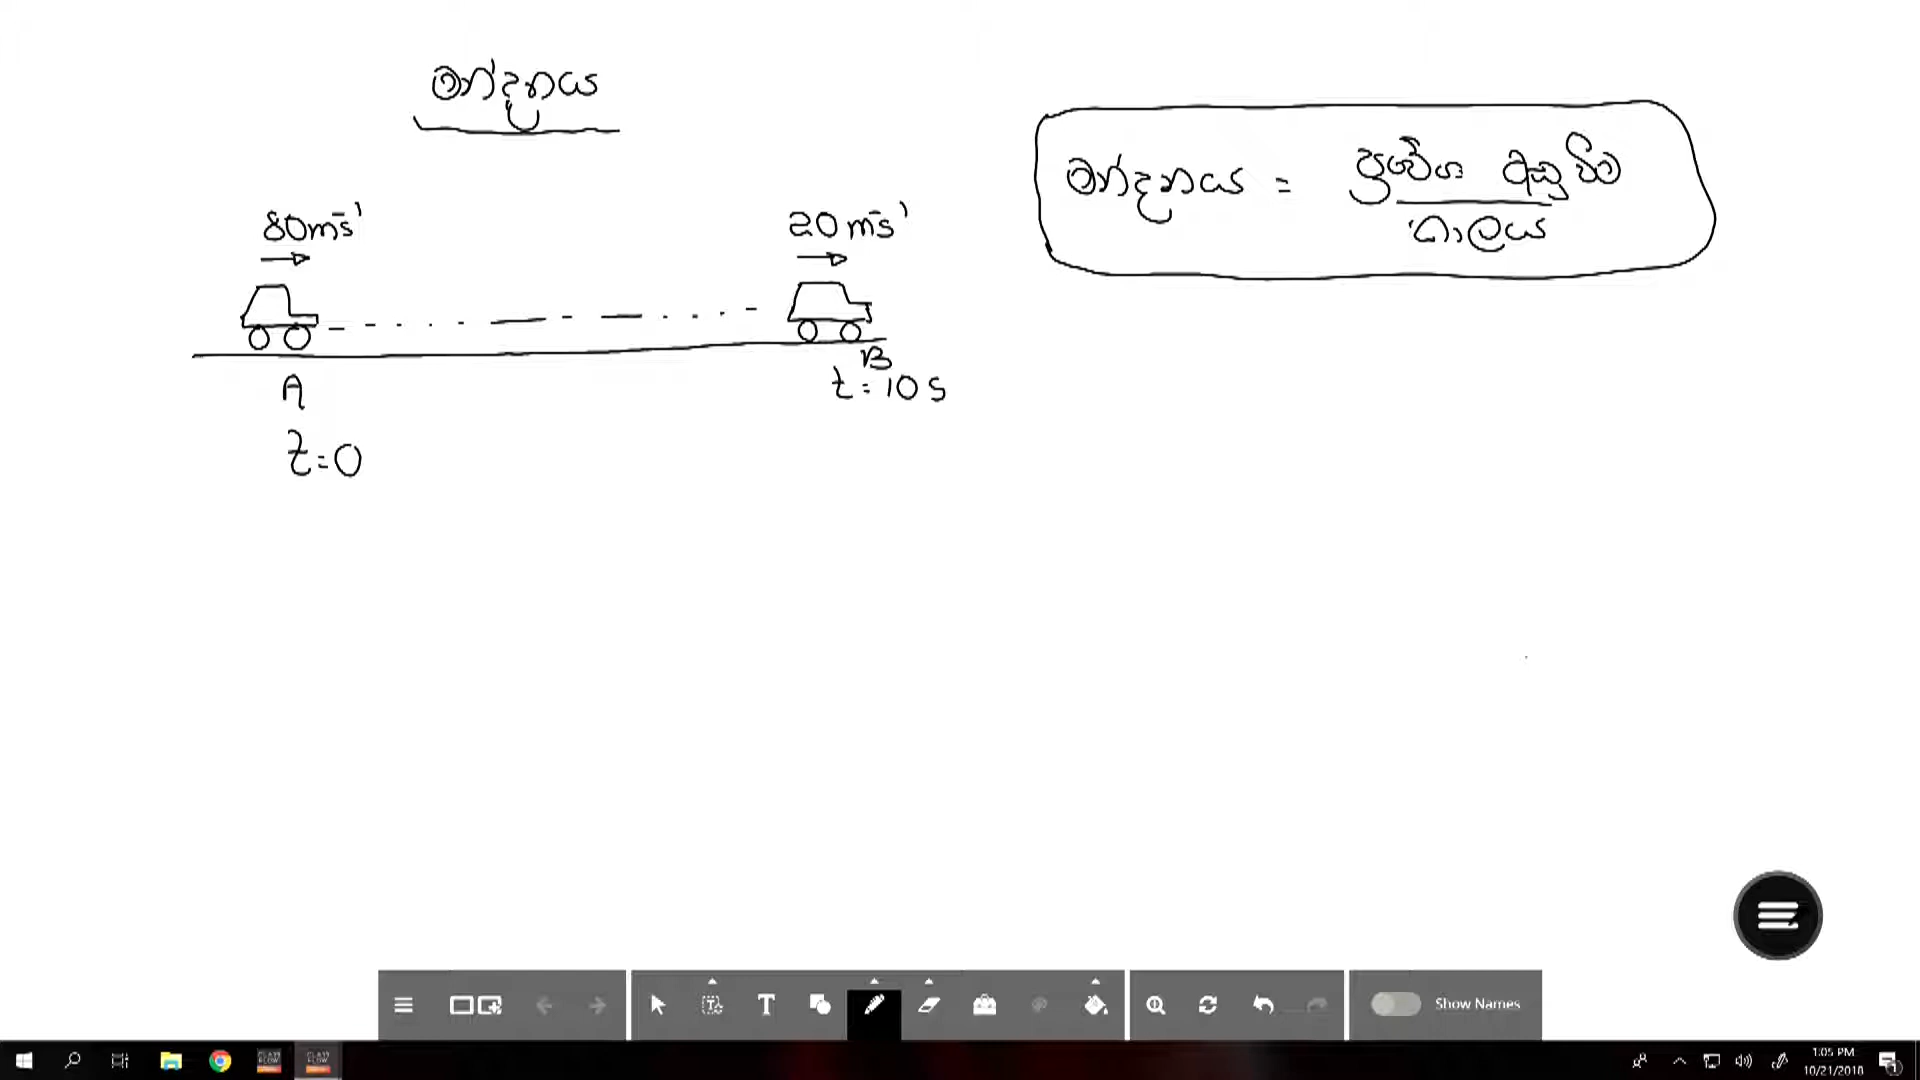 මන්දනය
80ms⁻¹
20ms⁻¹
A
t=0
B
t=10s
මන්දනය = ප්‍රවේග අඩුවීම
කාලය
Show Names
1:05 PM
10/21/2018